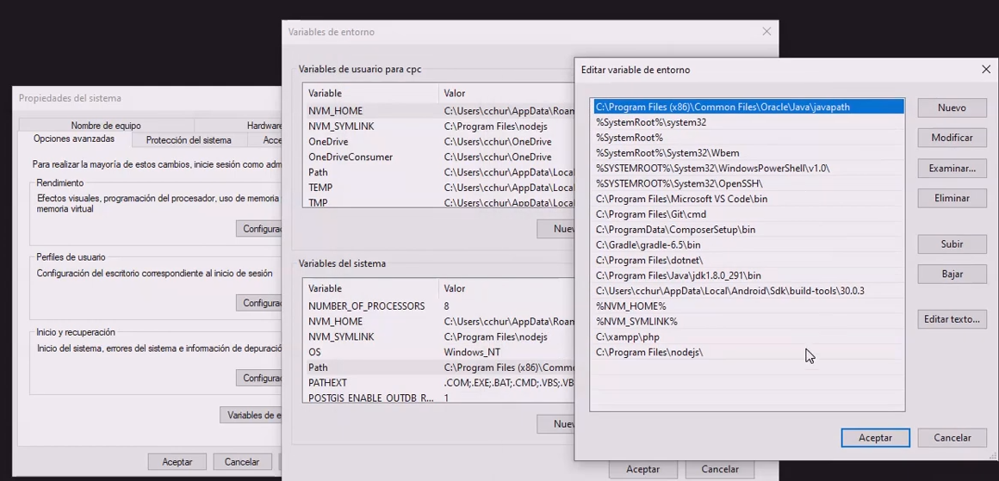 Propiedades del sistema
Nombre de equipo
Hardware
Opciones avanzadas
Protección del sistema
Acce
Para realizar la mayoría de estos cambios, inicie sesión como adm
Rendimiento
Efectos visuales, programación del procesador, uso de memoria
memoria virtual
Configurac
Perfiles de usuario
Configuración del escritorio correspondiente al inicio de sesión
Configurac
Inicio y recuperación
Inicio del sistema, errores del sistema e información de depuració
Configurac
Variables de e
Aceptar
Cancelar
Variables de entorno
Variables de usuario para cpc
Variable Valor
NVM_HOME C:\Users\cchur\AppData\Roam
NVM_SYMLINK C:\Program Files\nodejs
OneDrive C:\Users\cchur\OneDrive
OneDriveConsumer C:\Users\cchur\OneDrive
Path C:\Users\cchur\AppData\Local
TEMP C:\Users\cchur\AppData\Local
TMP C:\Users\cchur\AppData\Local
Nuev
Variables del sistema
Variable Valor
NUMBER_OF_PROCESSORS 8
NVM_HOME C:\Users\cchur\AppData\Roam
NVM_SYMLINK C:\Program Files\nodejs
OS Windows_NT
Path C:\Program Files (x86)\Commo
PATHEXT .COM;.EXE;.BAT;.CMD;.VBS;.VB
POSTGIS_ENABLE_OUTDB_R... 1
Nuev
Aceptar
Cancelar
Editar variable de entorno
C:\Program Files (x86)\Common Files\Oracle\Java\javapath
%SystemRoot%\system32
%SystemRoot%
%SystemRoot%\System32\Wbem
%SYSTEMROOT%\System32\WindowsPowerShell\v1.0\
%SYSTEMROOT%\System32\OpenSSH\
C:\Program Files\Microsoft VS Code\bin
C:\Program Files\Git\cmd
C:\ProgramData\ComposerSetup\bin
C:\Gradle\gradle-6.5\bin
C:\Program Files\dotnet\
C:\Program Files\Java\jdk1.8.0_291\bin
C:\Users\cchur\AppData\Local\Android\Sdk\build-tools\30.0.3
%NVM_HOME%
%NVM_SYMLINK%
C:\xampp\php
C:\Program Files\nodejs\
Nuevo
Modificar
Examinar...
Eliminar
Subir
Bajar
Editar texto...
Aceptar
Cancelar